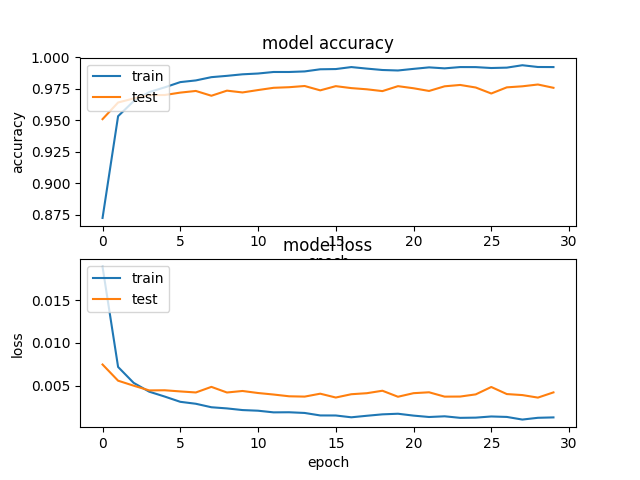 model accuracy
1.000
0.975
0.950
0.925
0.900
0.875
accuracy
train
test
0 5 10 15 20 25 30
epoch
model loss
0.015
0.010
0.005
loss
train
test
0 5 10 15 20 25 30
epoch